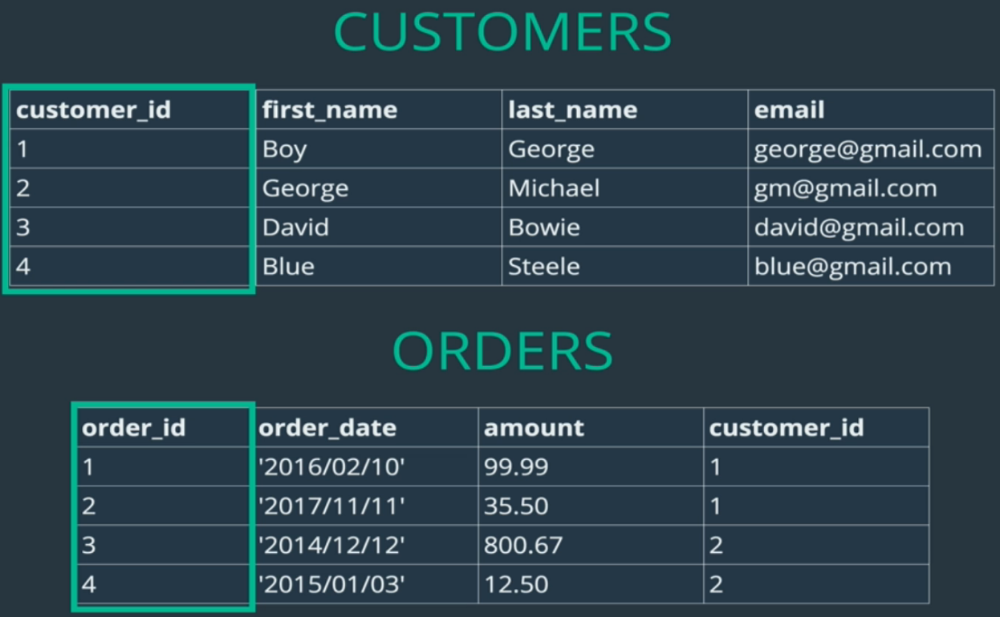 CUSTOMERS
customer_id first_name last_name email
1 Boy George george@gmail.com
2 George Michael gm@gmail.com
3 David Bowie david@gmail.com
4 Blue Steele blue@gmail.com
ORDERS
order_id order_date amount customer_id
1 '2016/02/10' 99.99 1
2 '2017/11/11' 35.50 1
3 '2014/12/12' 800.67 2
4 '2015/01/03' 12.50 2